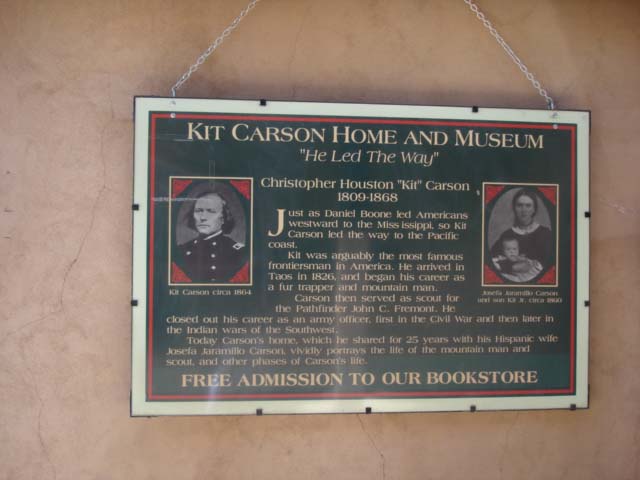 KIT CARSON HOME AND MUSEUM
"He Led The Way"
Christopher Houston "Kit" Carson
1809-1868
Just as Daniel Boone led Americans
westward to the Mississippi, so Kit
Carson led the way to the Pacific
coast.
Kit was arguably the most famous
frontiersman in America. He arrived in
Taos in 1826, and began his career as
a fur trapper and mountain man.
Carson then served as scout for
the Pathfinder John C. Fremont. He
closed out his career as an army officer, first in the Civil War and then later in
the Indian wars of the Southwest.
Today Carson's home, which he shared for 25 years with his Hispanic wife
Josefa Jaramillo Carson, vividly portrays the life of the mountain man and
scout, and other phases of Carson's life.
FREE ADMISSION TO OUR BOOKSTORE
Kit Carson circa 1864
Josefa Jaramillo Carson
and son Kit Jr. circa 1860